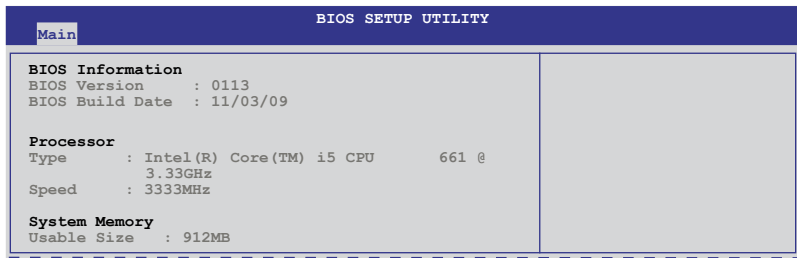 BIOS SETUP UTILITY
Main
BIOS Information
BIOS Version : 0113
BIOS Build Date : 11/03/09
Processor
Type : Intel(R) Core(TM) i5 CPU 661 @
3.33GHz
Speed : 3333MHz
System Memory
Usable Size : 912MB